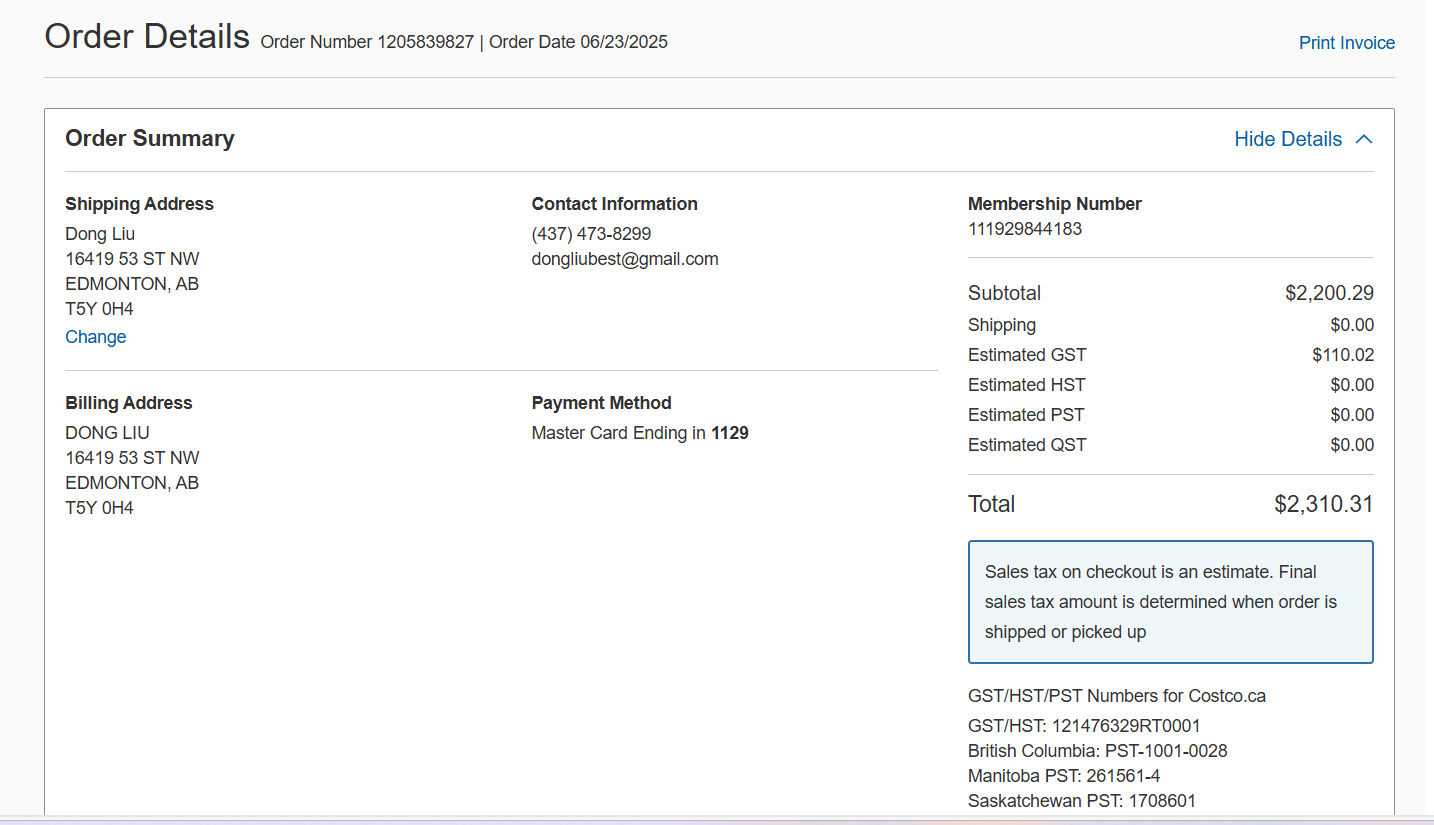 Order Details Order Number 1205839827 | Order Date 06/23/2025
Print Invoice
Order Summary
Hide Details
Shipping Address
Dong Liu
16419 53 ST NW
EDMONTON, AB
T5Y 0H4
Change
Contact Information
(437) 473-8299
dongliubest@gmail.com
Billing Address
DONG LIU
16419 53 ST NW
EDMONTON, AB
T5Y 0H4
Payment Method
Master Card Ending in 1129
Membership Number
111929844183
Subtotal $2,200.29
Shipping $0.00
Estimated GST $110.02
Estimated HST $0.00
Estimated PST $0.00
Estimated QST $0.00
Total $2,310.31
Sales tax on checkout is an estimate. Final
sales tax amount is determined when order is
shipped or picked up
GST/HST/PST Numbers for Costco.ca
GST/HST: 121476329RT0001
British Columbia: PST-1001-0028
Manitoba PST: 261561-4
Saskatchewan PST: 1708601